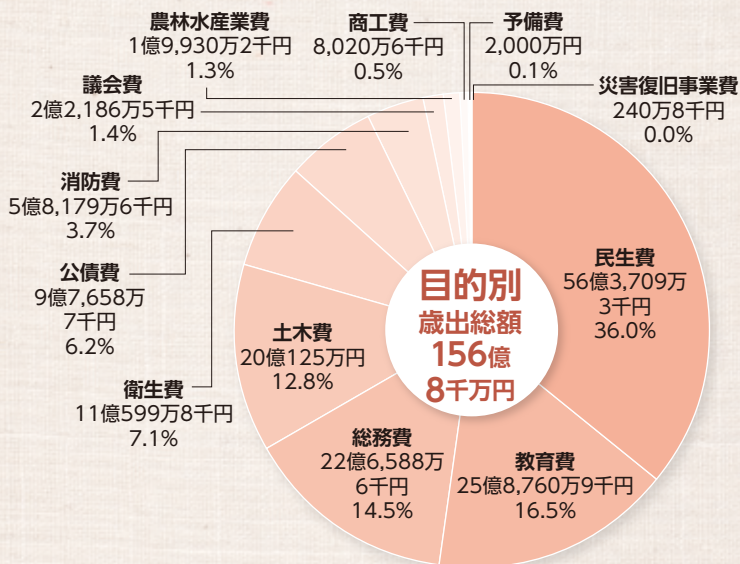 農林水産業費
1億9,930万2千円
1.3%
商工費
8,020万6千円
0.5%
予備費
2,000万円
0.1%
災害復旧事業費
240万8千円
0.0%
議会費
2億2,186万5千円
1.4%
消防費
5億8,179万6千円
3.7%
公債費
9億7,658万
7千円
6.2%
衛生費
11億599万8千円
7.1%
土木費
20億125万円
12.8%
総務費
22億6,588万
6千円
14.5%
教育費
25億8,760万9千円
16.5%
民生費
56億3,709万
3千円
36.0%
目的別
歳出総額
156億
8千万円